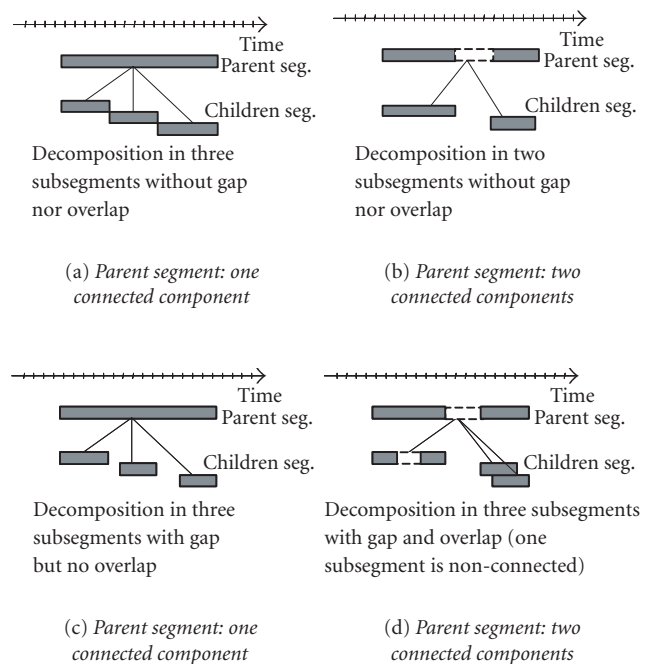 Time
Parent seg.
Children seg.
Decomposition in three
subsegments without gap
nor overlap
(a) Parent segment: one
connected component
Time
Parent seg.
Children seg.
Decomposition in two
subsegments without gap
nor overlap
(b) Parent segment: two
connected components
Time
Parent seg.
Children seg.
Decomposition in three
subsegments with gap
but no overlap
(c) Parent segment: one
connected component
Time
Parent seg.
Children seg.
Decomposition in three subsegments
with gap and overlap (one
subsegment is non-connected)
(d) Parent segment: two
connected components